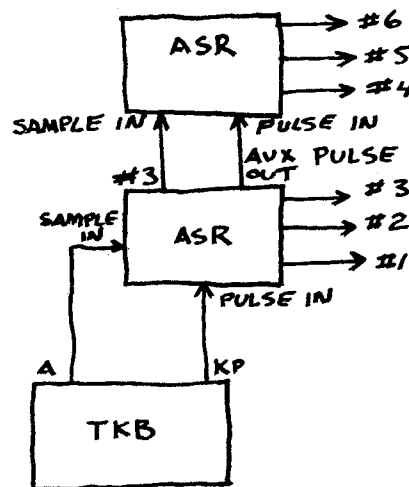 #6
ASR
#5
#4
SAMPLE IN
PULSE IN
#3
AUX PULSE
OUT
#3
SAMPLE
IN
ASR
#2
#1
PULSE IN
A
KP
TKB